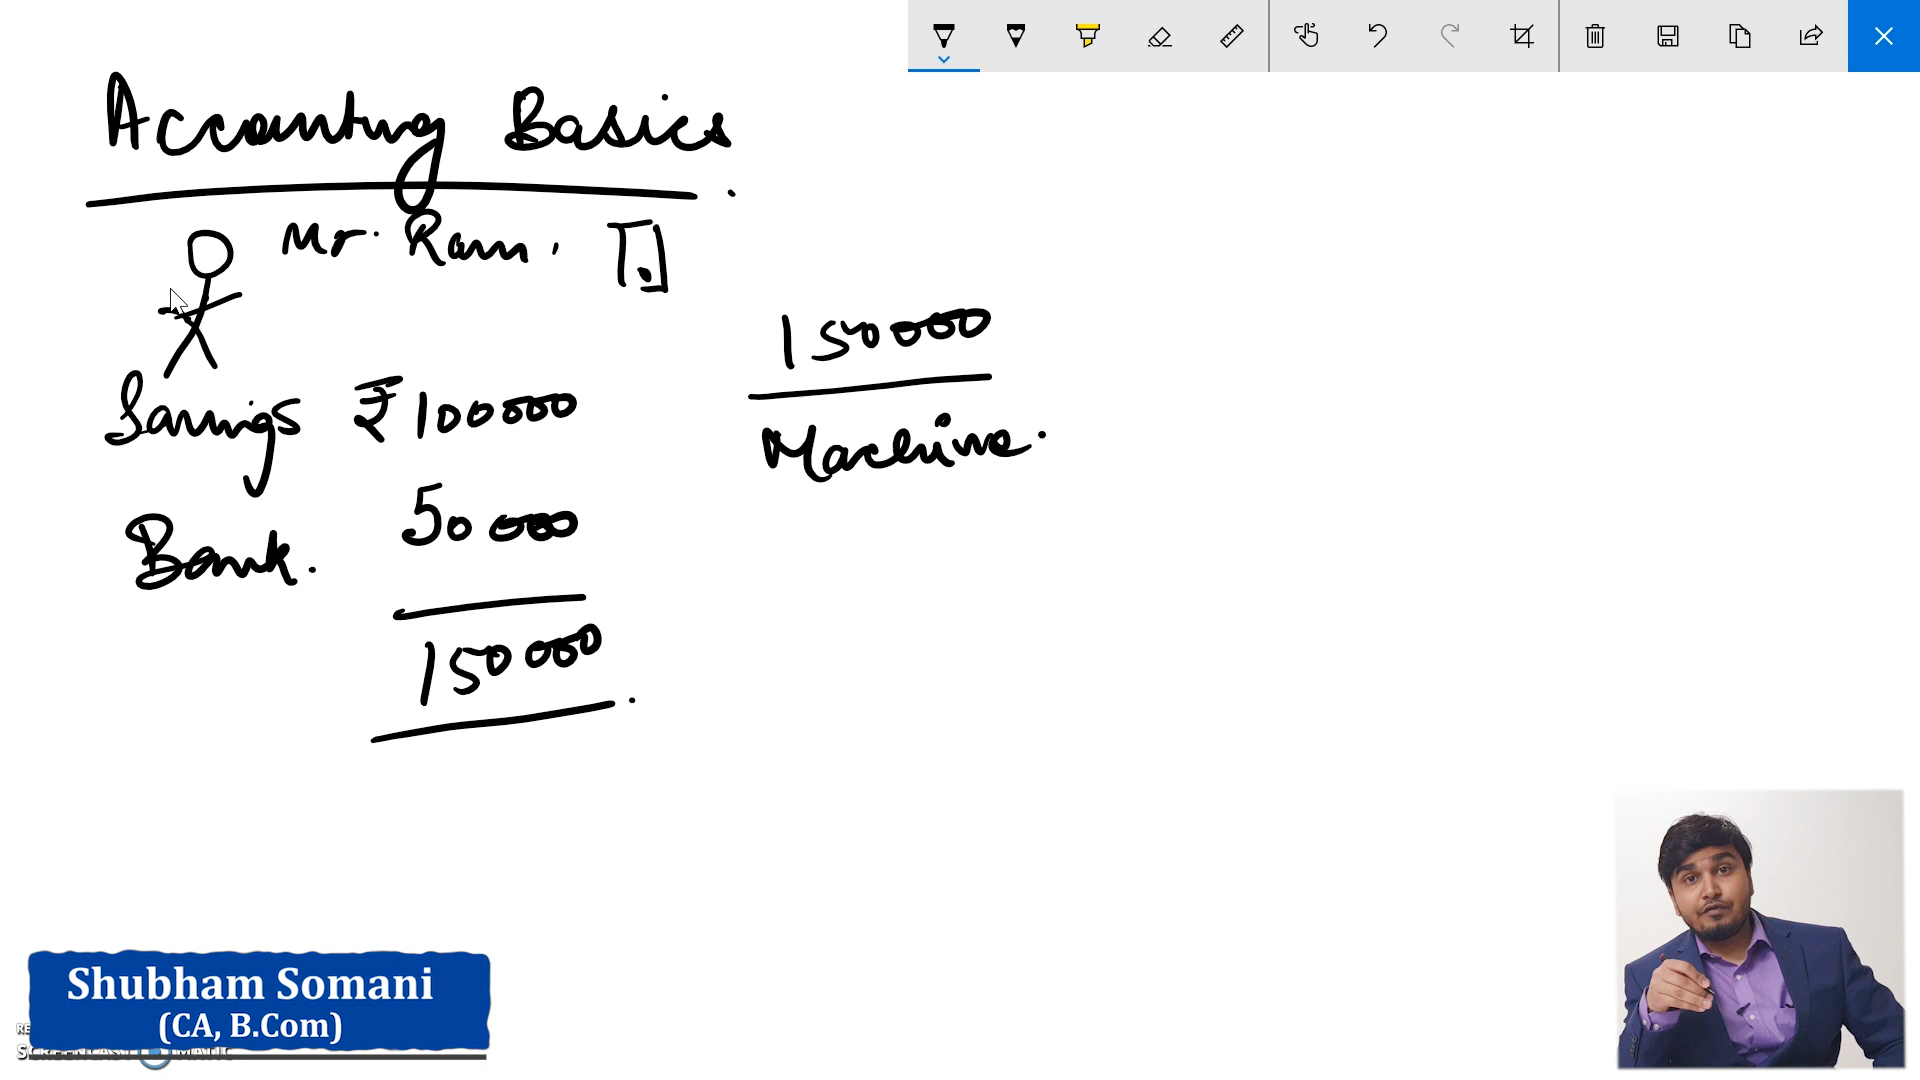 Accounting Basics.
Mr. Ram.
Savings ₹100000
Bank. 50000
150000.
150000
Machine.
Shubham Somani
(CA, B.Com)